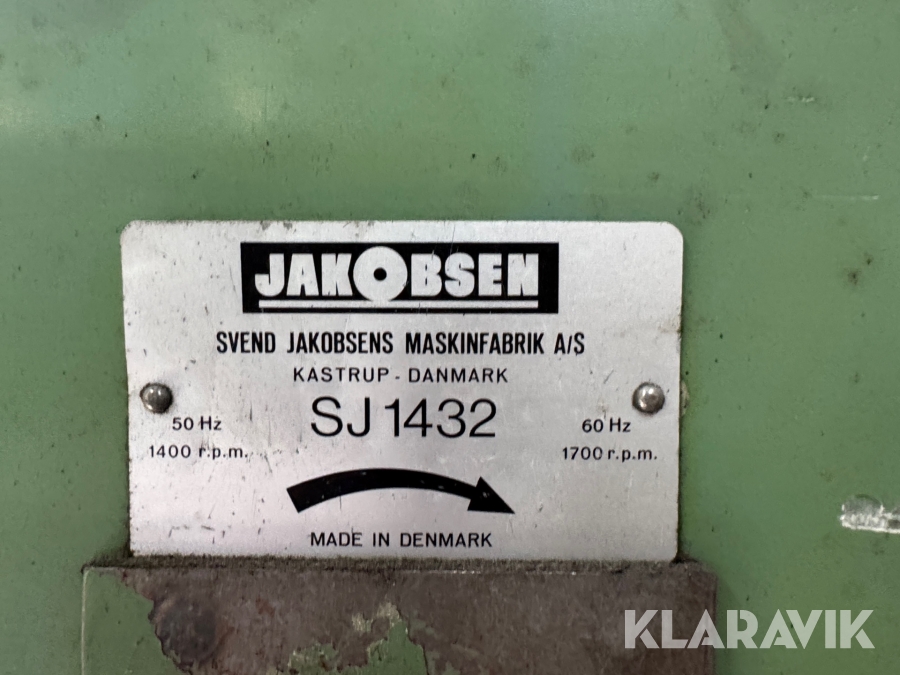 JAKOBSEN
SVEND JAKOBSENS MASKINFABRIK A/S
KASTRUP - DANMARK
SJ 1432
50 Hz
1400 r.p.m.
60 Hz
1700 r.p.m.
MADE IN DENMARK
KLARAVIK